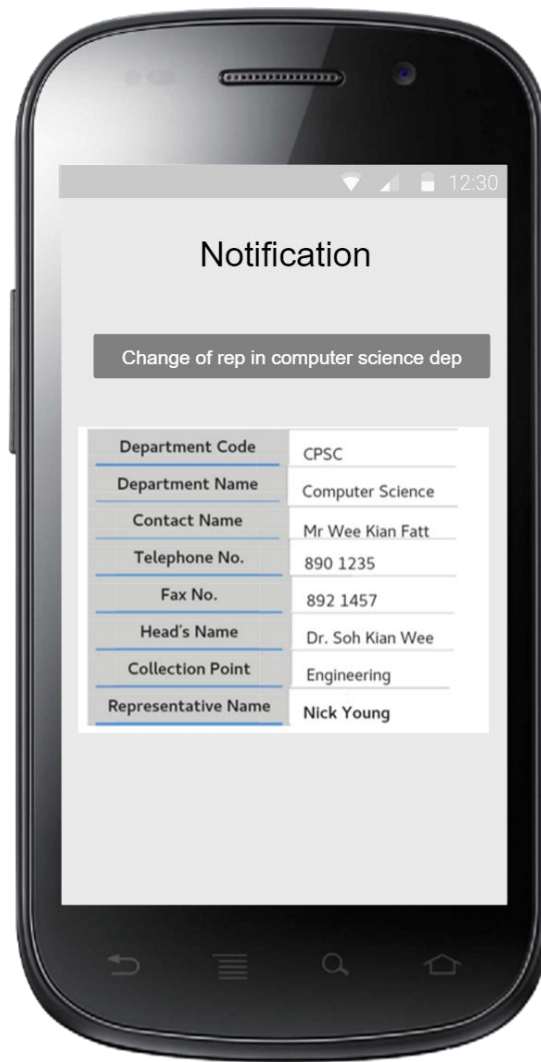 12:30
Notification
Change of rep in computer science dep
Department Code CPSC
Department Name Computer Science
Contact Name Mr Wee Kian Fatt
Telephone No. 890 1235
Fax No. 892 1457
Head's Name Dr. Soh Kian Wee
Collection Point Engineering
Representative Name Nick Young